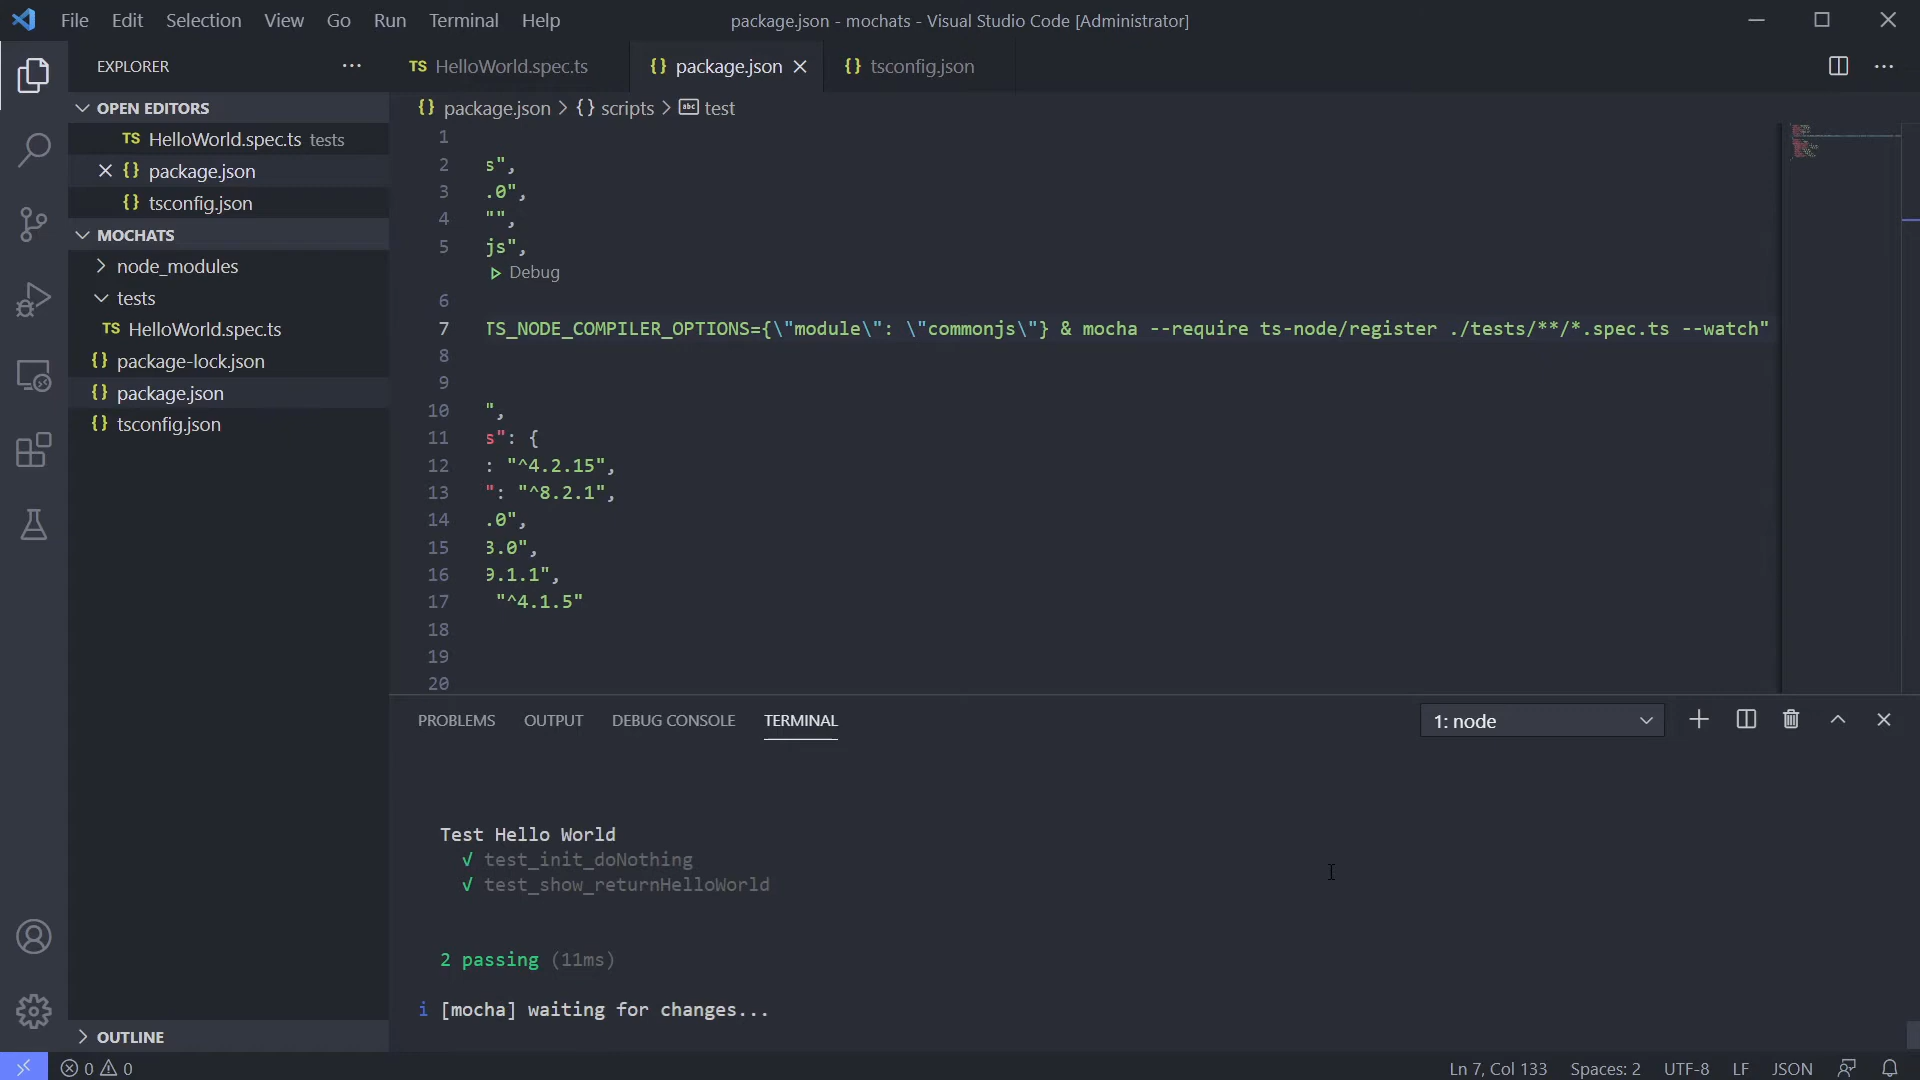 File Edit Selection View Go Run Terminal Help
package.json - mochats - Visual Studio Code [Administrator]
EXPLORER
OPEN EDITORS
TS HelloWorld.spec.ts tests
{} package.json
{} tsconfig.json
MOCHATS
node_modules
tests
TS HelloWorld.spec.ts
{} package-lock.json
{} package.json
{} tsconfig.json
OUTLINE
TS HelloWorld.spec.ts
{} package.json
{} tsconfig.json
{} package.json > {} scripts > abc test
1
2 s",
3 .0",
4 "",
5 js",
Debug
6
7 TS_NODE_COMPILER_OPTIONS={\"module\": \"commonjs\"} & mocha --require ts-node/register ./tests/**/*.spec.ts --watch"
8
9
10 ",
11 s": {
12 : "^4.2.15",
13 ": "^8.2.1",
14 .0",
15 3.0",
16 9.1.1",
17 "^4.1.5"
18
19
20
PROBLEMS OUTPUT DEBUG CONSOLE TERMINAL
1: node
Test Hello World
√ test_init_doNothing
√ test_show_returnHelloWorld
2 passing (11ms)
i [mocha] waiting for changes...
0 0
Ln 7, Col 133 Spaces: 2 UTF-8 LF JSON